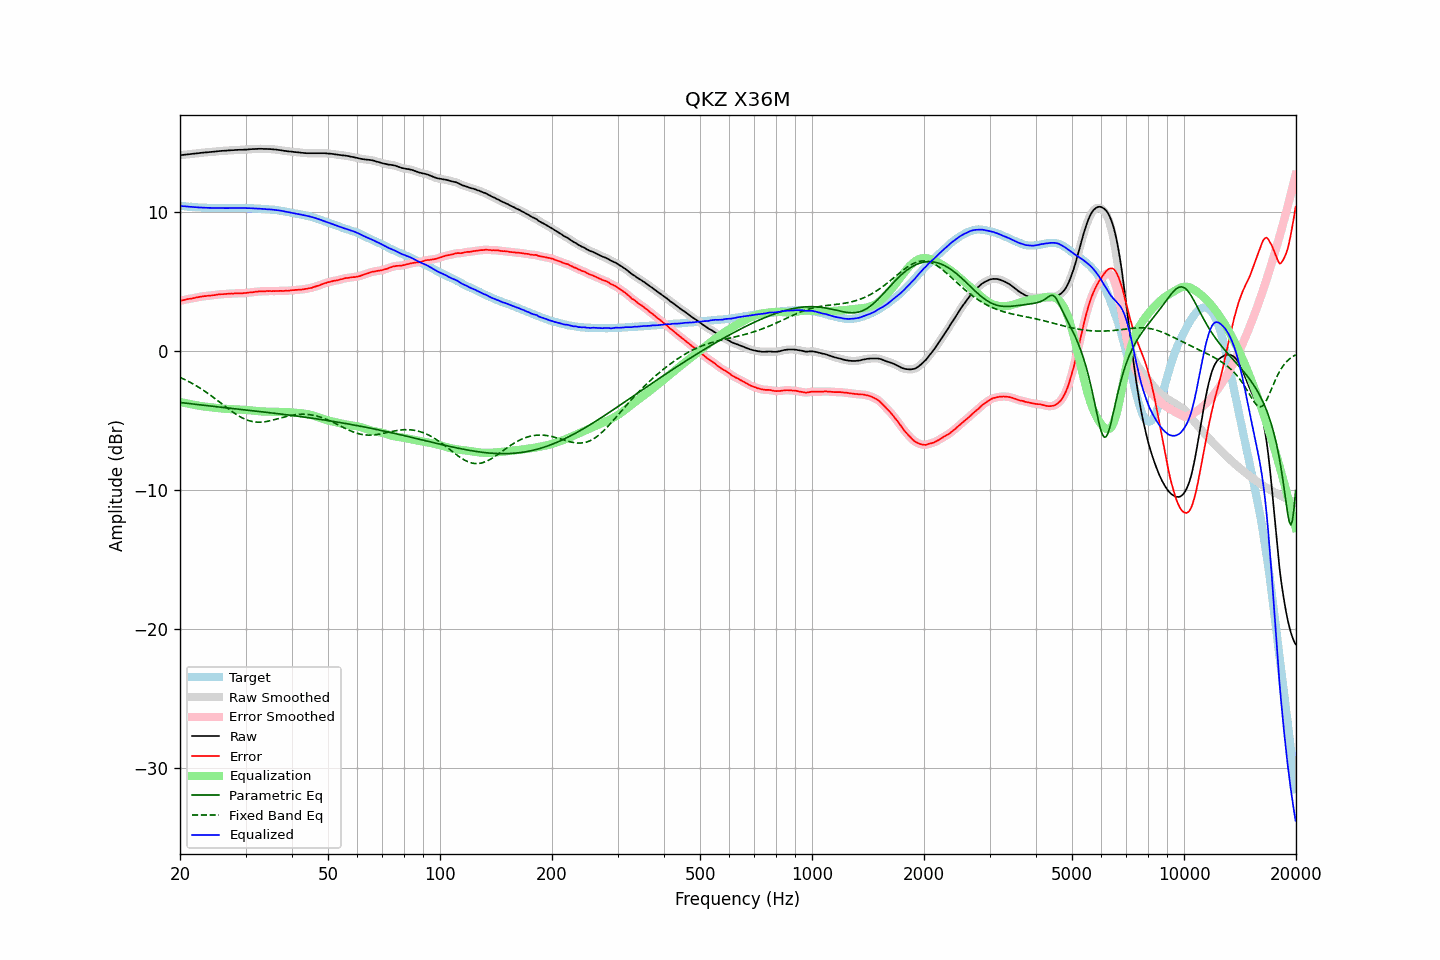 QKZ X36M
Amplitude (dBr)
10
0
−10
−20
−30
Target
Raw Smoothed
Error Smoothed
Raw
Error
Equalization
Parametric Eq
Fixed Band Eq
Equalized
20 50 100 200 500 1000 2000 5000 10000 20000
Frequency (Hz)